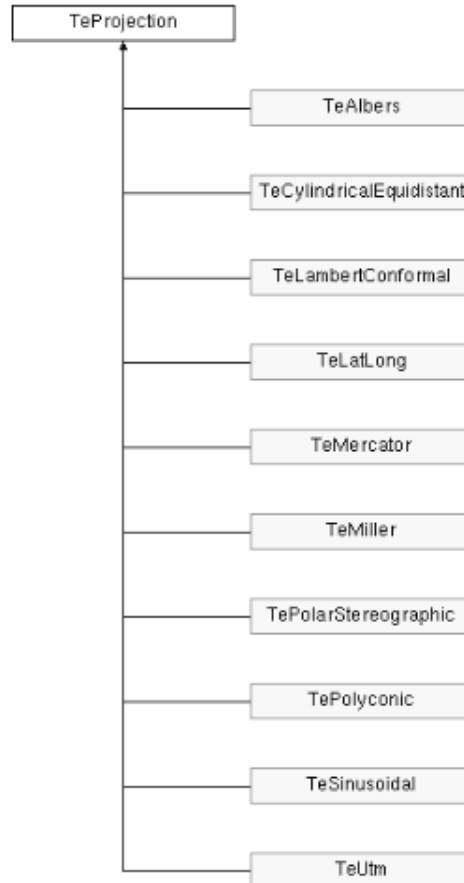 TeProjection
TeAlbers
TeCylindricalEquidistant
TeLambertConformal
TeLatLong
TeMercator
TeMiller
TePolarStereographic
TePolyconic
TeSinusoidal
TeUtm